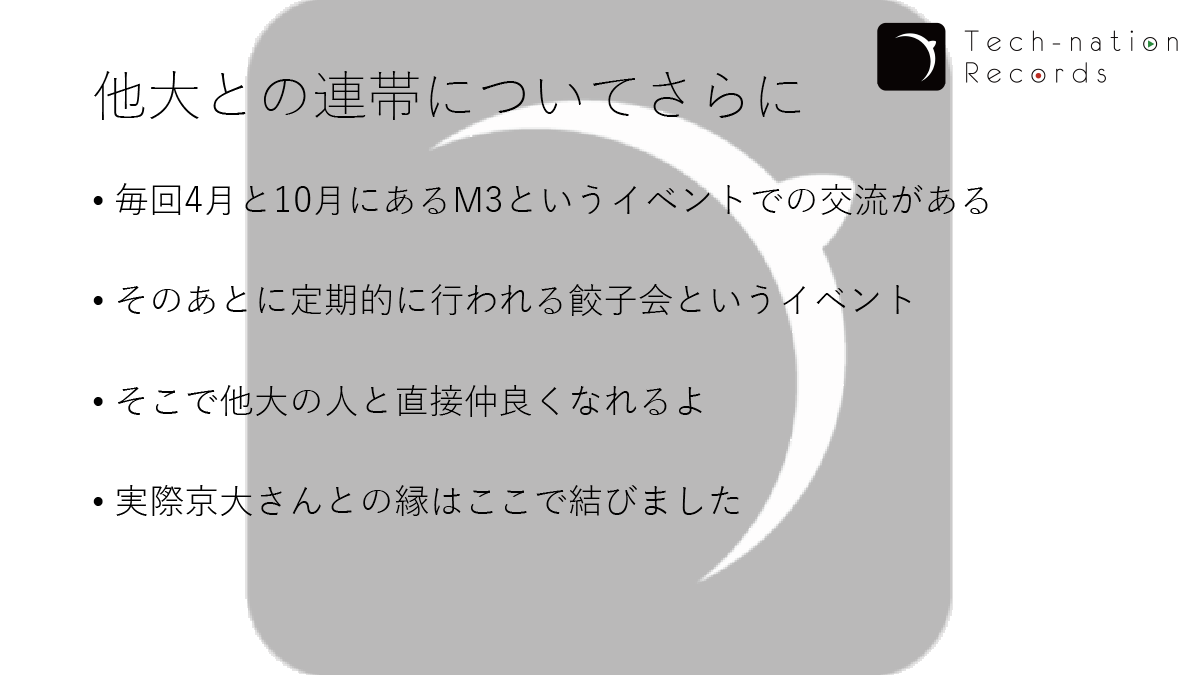 Tech-nation
Records
他大との連帯についてさらに
• 毎回4月と10月にあるM3というイベントでの交流がある
• そのあとに定期的に行われる餃子会というイベント
• そこで他大の人と直接仲良くなれるよ
• 実際京大さんとの縁はここで結びました